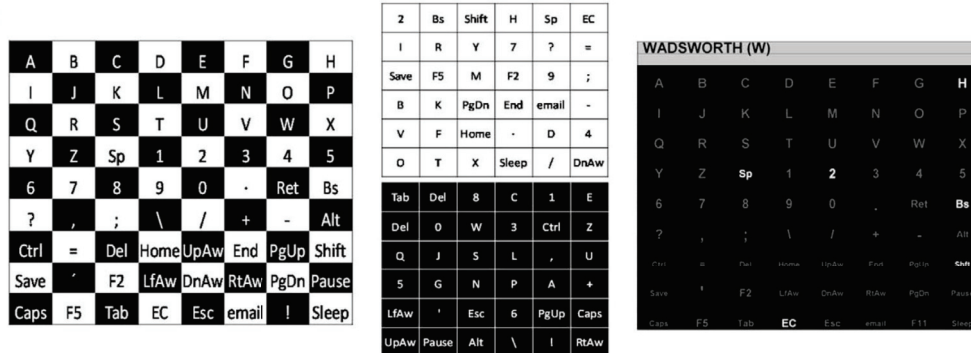 A B C D E F G H
I J K L M N O P
Q R S T U V W X
Y Z Sp 1 2 3 4 5
6 7 8 9 0 . Ret Bs
? , ; \ / + - Alt
Ctrl = Del Home UpAw End PgUp Shift
Save ´ F2 LfAw DnAw RtAw PgDn Pause
Caps F5 Tab EC Esc email ! Sleep
2 Bs Shift H Sp EC
I R Y 7 ? =
Save F5 M F2 9 ;
B K PgDn End email -
V F Home . D 4
O T X Sleep / DnAw
Tab Del 8 C 1 E
Del 0 W 3 Ctrl Z
Q J S L , U
5 G N P A +
LfAw ' Esc 6 PgUp Caps
UpAw Pause Alt \ ! RtAw
WADSWORTH (W)
A B C D E F G H
I J K L M N O P
Q R S T U V W X
Y Z Sp 1 2 3 4 5
6 7 8 9 0 . Ret Bs
? , ; \ / + - Alt
Ctrl = Del Home UpAw End PgUp Shft
Save ' F2 LfAw DnAw RtAw PgDn Pause
Caps F5 Tab EC Esc email F11 Sleep